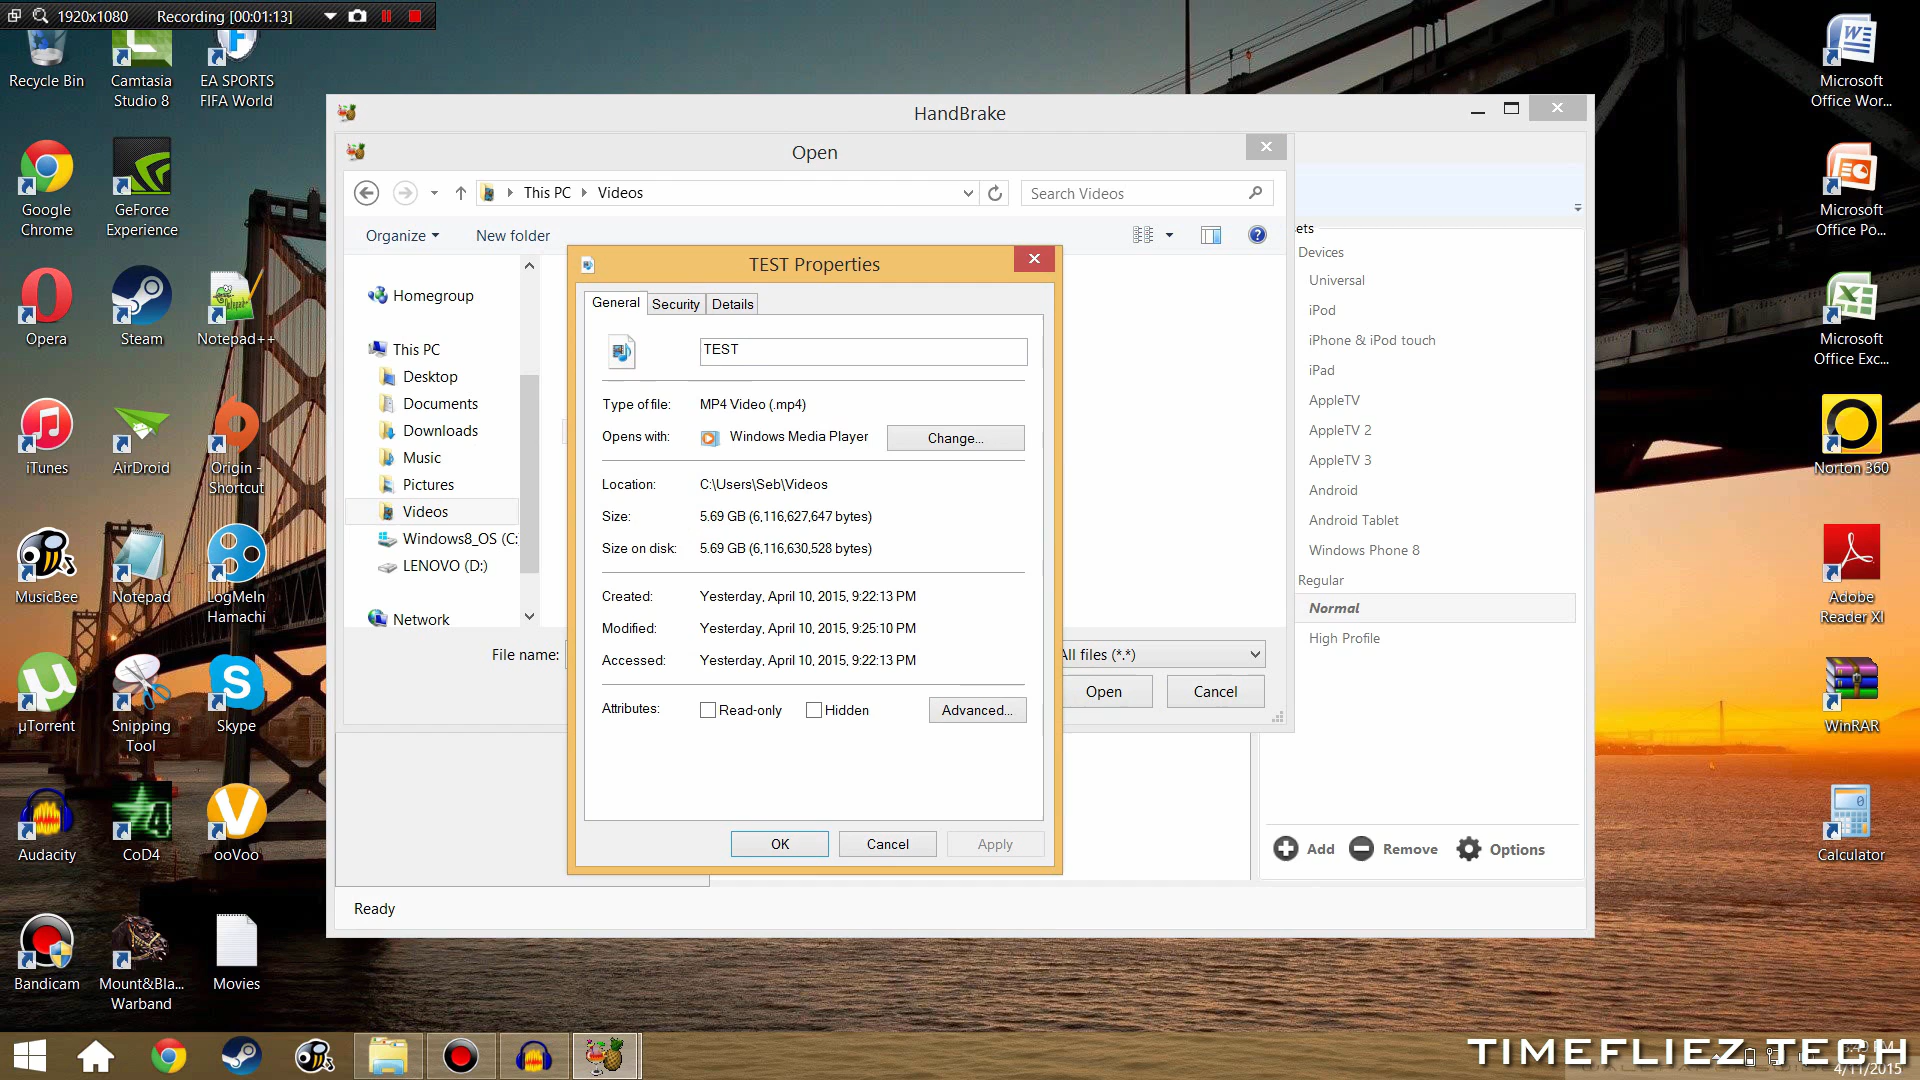 1920x1080 Recording [00:01:13]
Recycle Bin
Camtasia
Studio 8
EA SPORTS
FIFA World
Google
Chrome
GeForce
Experience
Opera
Steam
Notepad++
iTunes
AirDroid
Origin -
Shortcut
MusicBee
Notepad
LogMeIn
Hamachi
µTorrent
Snipping
Tool
Skype
Audacity
CoD4
ooVoo
Bandicam
Mount&Bla...
Warband
Movies
HandBrake
Open
This PC Videos
Search Videos
Organize New folder
Homegroup
This PC
Desktop
Documents
Downloads
Music
Pictures
Videos
Windows8_OS (C:
LENOVO (D:)
Network
File name:
All files (*.*)
Open Cancel
TEST Properties
General Security Details
TEST
Type of file: MP4 Video (.mp4)
Opens with: Windows Media Player Change...
Location: C:\Users\Seb\Videos
Size: 5.69 GB (6,116,627,647 bytes)
Size on disk: 5.69 GB (6,116,630,528 bytes)
Created: Yesterday, April 10, 2015, 9:22:13 PM
Modified: Yesterday, April 10, 2015, 9:25:10 PM
Accessed: Yesterday, April 10, 2015, 9:22:13 PM
Attributes: Read-only Hidden Advanced...
OK Cancel Apply
ets
Devices
Universal
iPod
iPhone & iPod touch
iPad
AppleTV
AppleTV 2
AppleTV 3
Android
Android Tablet
Windows Phone 8
Regular
Normal
High Profile
Add Remove Options
Ready
Microsoft
Office Wor...
Microsoft
Office Po...
Microsoft
Office Exc...
Norton 360
Adobe
Reader XI
WinRAR
Calculator
TIMEFLIEZ TECH
4/11/2015